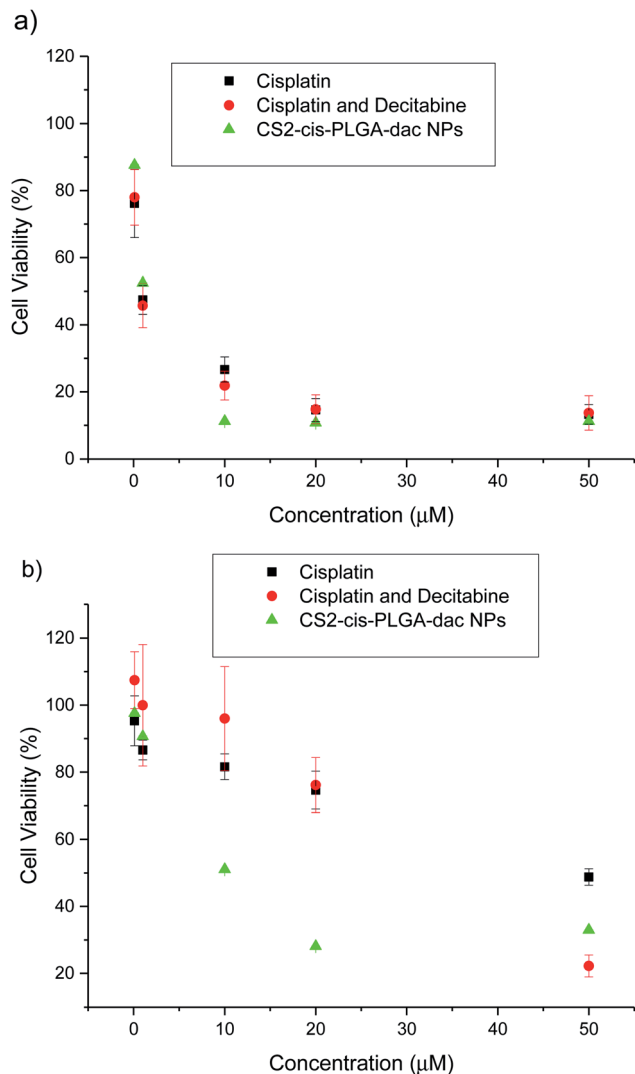 a)
120
100
80
60
40
20
0
Cell Viability (%)
Cisplatin
Cisplatin and Decitabine
CS2-cis-PLGA-dac NPs
0 10 20 30 40 50
Concentration (μM)
b)
120
100
80
60
40
20
Cell Viability (%)
Cisplatin
Cisplatin and Decitabine
CS2-cis-PLGA-dac NPs
0 10 20 30 40 50
Concentration (μM)